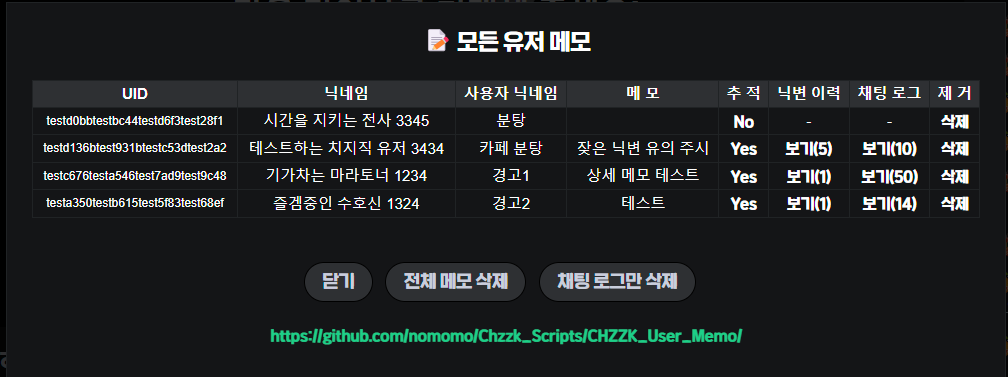 📝 모든 유저 메모
UID 닉네임 사용자 닉네임 메 모 추 적 닉변 이력 채팅 로그 제 거
testd0bbtestbc44testd6f3test28f1 시간을 지키는 전사 3345 분탕 No - - 삭제
testd136btest931btestc53dtest2a2 테스트하는 치지직 유저 3434 카페 분탕 잦은 닉변 유의 주시 Yes 보기(5) 보기(10) 삭제
testc676testa546test7ad9test9c48 기가차는 마라토너 1234 경고1 상세 메모 테스트 Yes 보기(1) 보기(50) 삭제
testa350testb615test5f83test68ef 즐겜중인 수호신 1324 경고2 테스트 Yes 보기(1) 보기(14) 삭제
닫기 전체 메모 삭제 채팅 로그만 삭제
https://github.com/nomomo/Chzzk_Scripts/CHZZK_User_Memo/